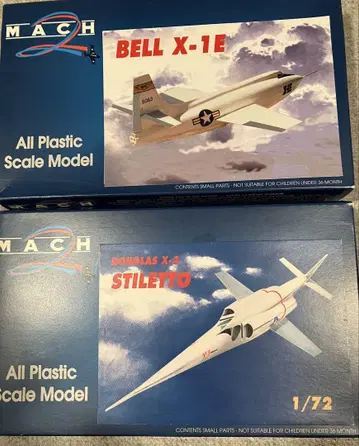 MACH 2
BELL X-1E
All Plastic
Scale Model
CONTENTS SMALL PARTS - NOT SUITABLE FOR CHILDREN UNDER 36 MONTH
MACH 2
DOUGLAS X-3
STILETTO
All Plastic
Scale Model
1/72
CONTENTS SMALL PARTS - NOT SUITABLE FOR CHILDREN UNDER 36 MONTH